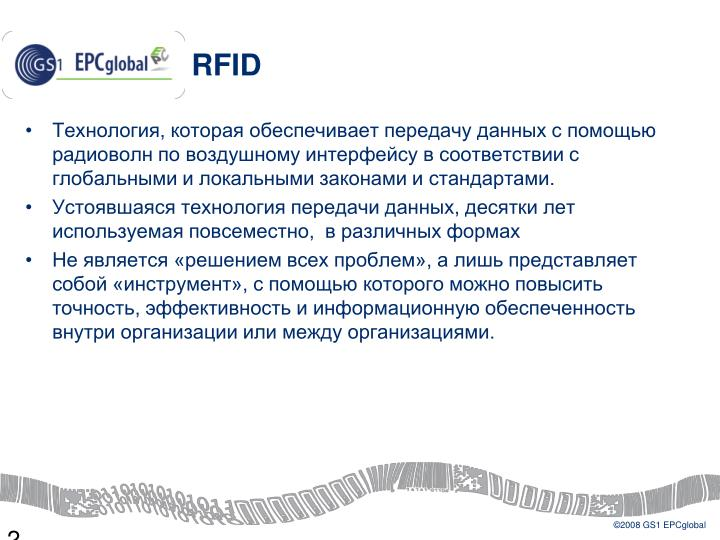 GS1 EPCglobal
RFID
• Технология, которая обеспечивает передачу данных с помощью
радиоволн по воздушному интерфейсу в соответствии с
глобальными и локальными законами и стандартами.
• Устоявшаяся технология передачи данных, десятки лет
используемая повсеместно,  в различных формах
• Не является «решением всех проблем», а лишь представляет
собой «инструмент», с помощью которого можно повысить
точность, эффективность и информационную обеспеченность
внутри организации или между организациями.
©2008 GS1 EPCglobal